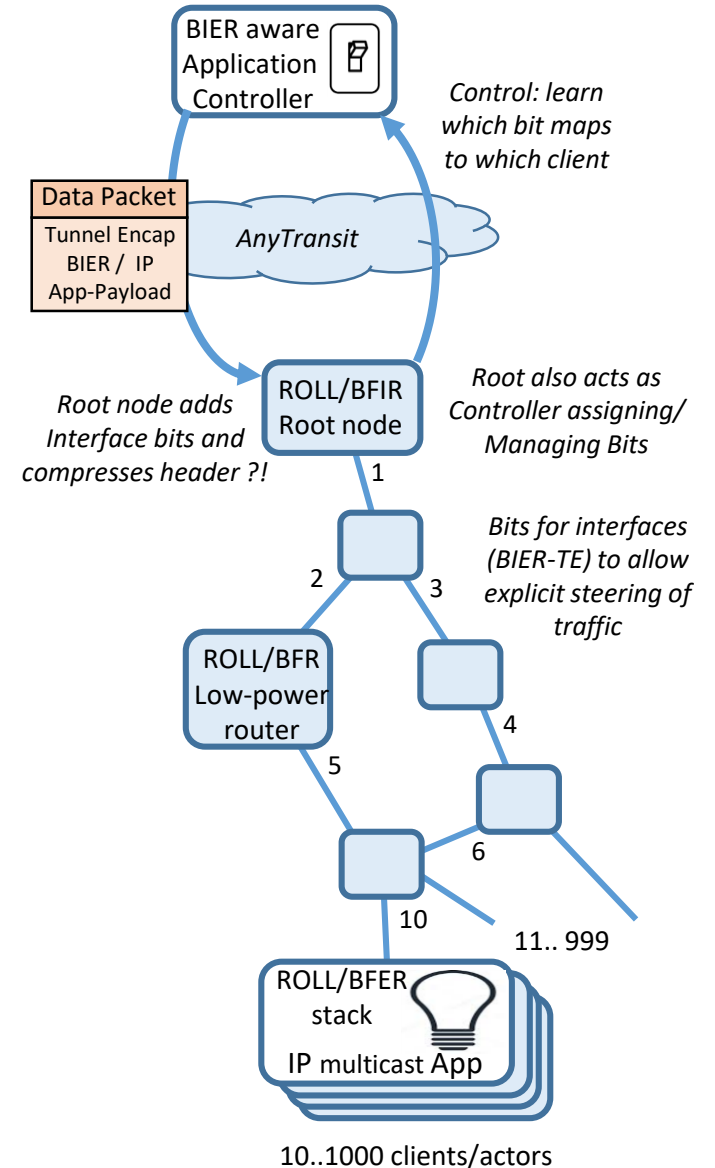 BIER aware
Application
Controller
Control: learn
which bit maps
to which client
Data Packet
Tunnel Encap
BIER / IP
App-Payload
AnyTransit
ROLL/BFIR
Root node
Root node adds
Interface bits and
compresses header ?!
Root also acts as
Controller assigning/
Managing Bits
1
Bits for interfaces
(BIER-TE) to allow
explicit steering of
traffic
2
3
ROLL/BFR
Low-power
router
4
5
6
10
11.. 999
ROLL/BFER
stack
IP multicast App
10..1000 clients/actors